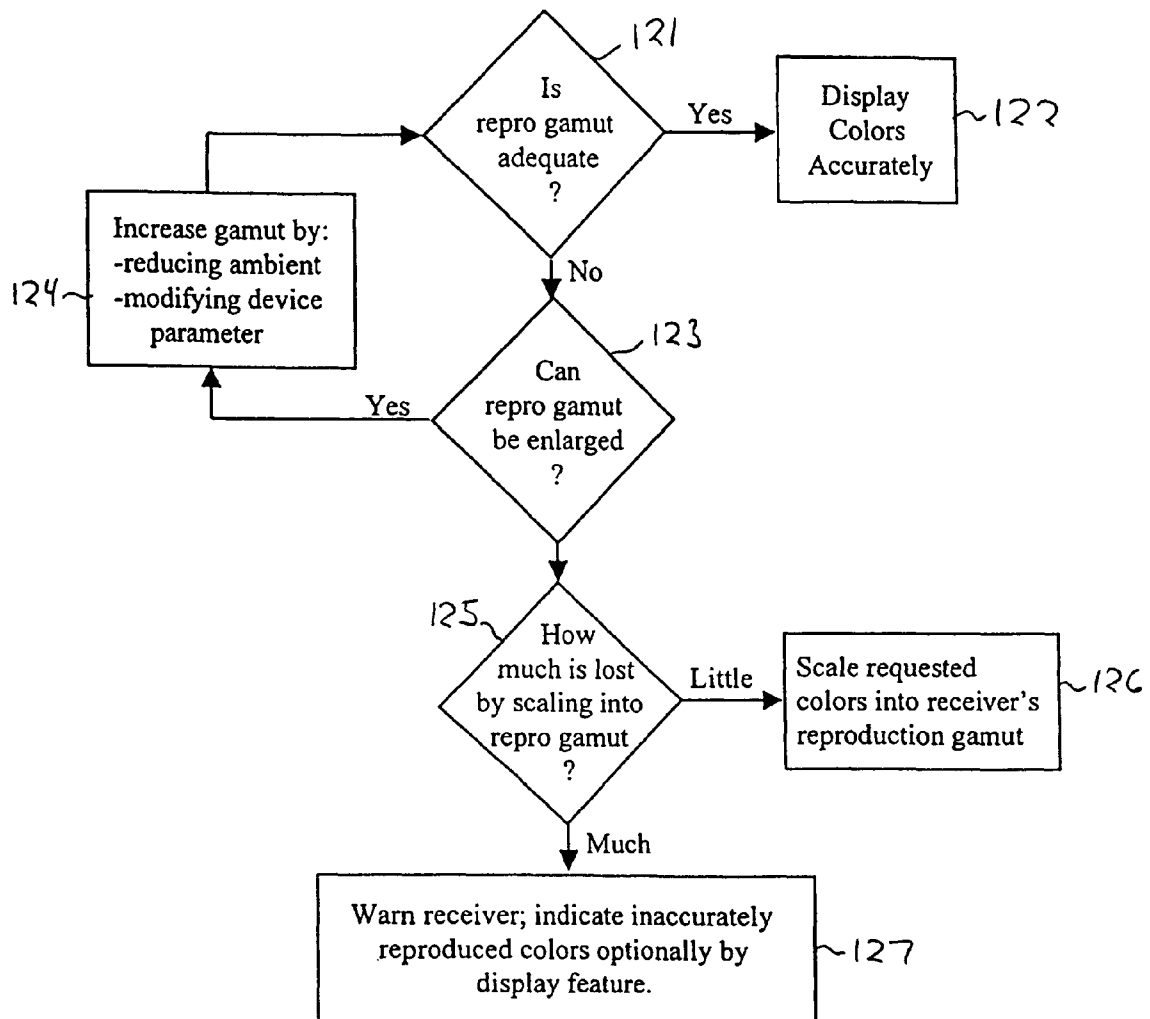 121
Is
repro gamut
adequate
?
Yes
Display
Colors
Accurately
122
Increase gamut by:
-reducing ambient
-modifying device
parameter
124
No
123
Can
repro gamut
be enlarged
?
Yes
125
How
much is lost
by scaling into
repro gamut
?
Little
Scale requested
colors into receiver's
reproduction gamut
126
Much
Warn receiver; indicate inaccurately
reproduced colors optionally by
display feature.
127